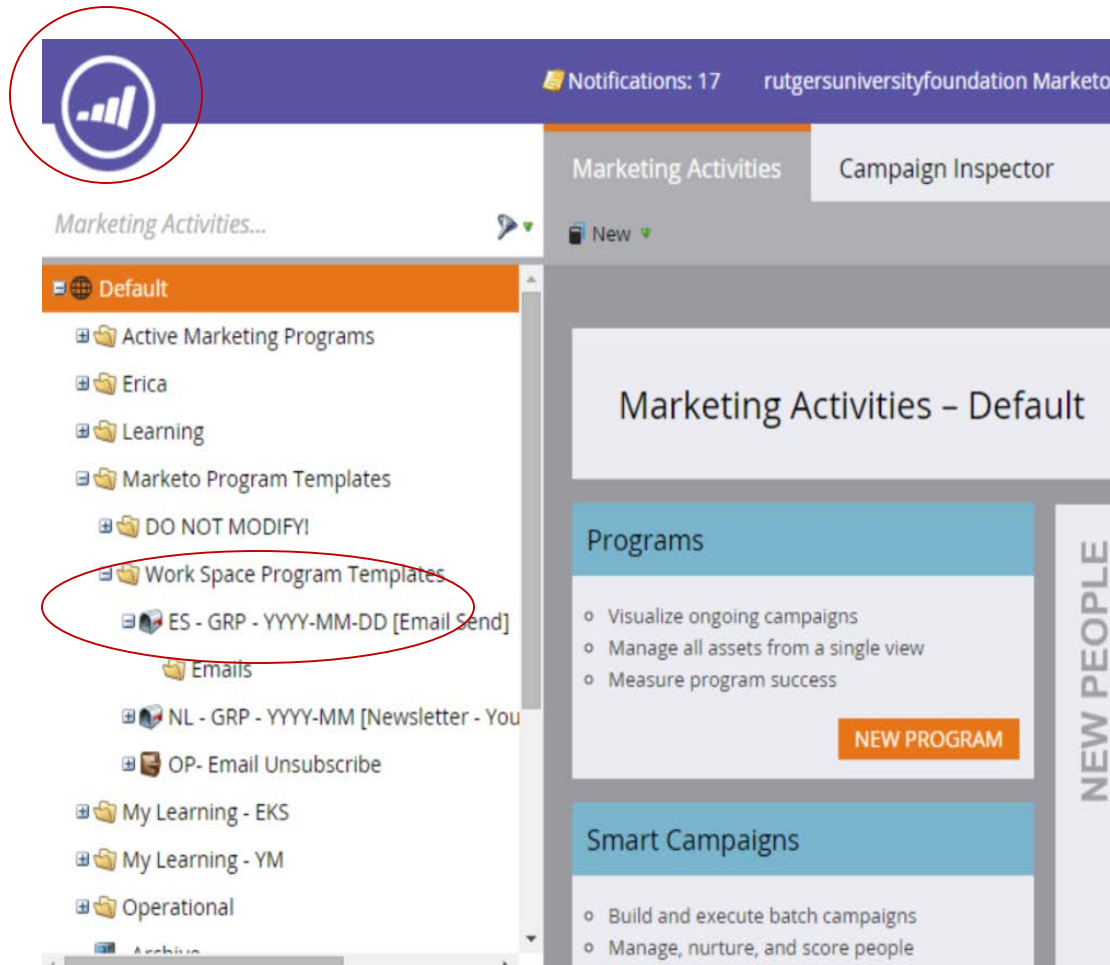 Notifications: 17
rutgersuniversityfoundation Marketo
Marketing Activities
Campaign Inspector
Marketing Activities...
New
Default
Active Marketing Programs
Erica
Learning
Marketo Program Templates
DO NOT MODIFY!
Work Space Program Templates
ES - GRP - YYYY-MM-DD [Email Send]
Emails
NL - GRP - YYYY-MM [Newsletter - You
OP- Email Unsubscribe
My Learning - EKS
My Learning - YM
Operational
Archive
Marketing Activities – Default
Programs
Visualize ongoing campaigns
Manage all assets from a single view
Measure program success
NEW PROGRAM
Smart Campaigns
Build and execute batch campaigns
Manage, nurture, and score people
NEW PEOPLE